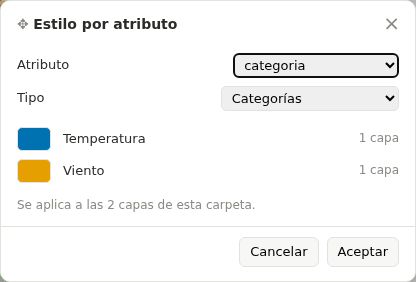 Estilo por atributo
Atributo categoria
Tipo Categorías
Temperatura 1 capa
Viento 1 capa
Se aplica a las 2 capas de esta carpeta.
Cancelar Aceptar